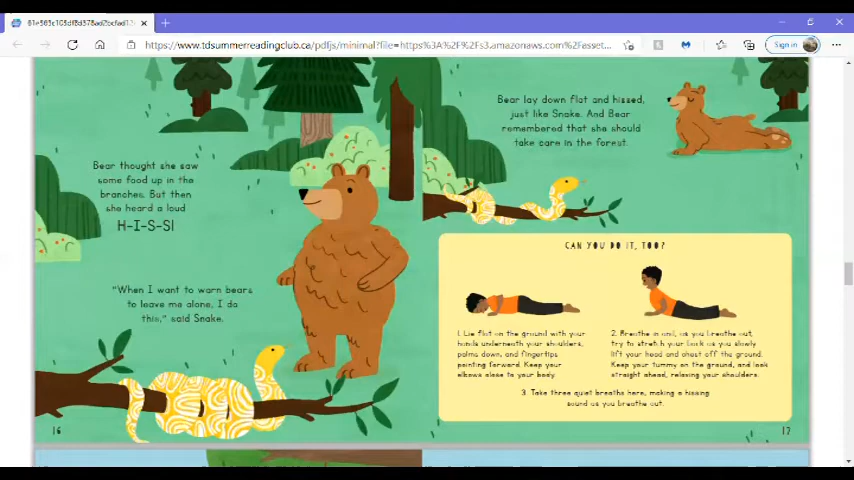 https://www.tdsummerreadingclub.ca/pdfjs/minimal?file=https%3A%2F%2Fs3.amazonaws.com%2Fasset...
Sign in
Bear thought she saw
some food up in the
branches. But then
she heard a loud
H-I-S-S!
"When I want to warn bears
to leave me alone, I do
this," said Snake.
16
Bear lay down flat and hissed,
just like Snake. And Bear
remembered that she should
take care in the forest.
CAN YOU DO IT, TOO?
1. Lie flat on the ground with your
hands underneath your shoulders,
palms down, and fingertips
pointing forward. Keep your
elbows close to your body.
2. Breathe in and, as you breathe out,
try to stretch your back as you slowly
lift your head and chest off the ground.
Keep your tummy on the ground, and look
straight ahead, relaxing your shoulders.
3. Take three quiet breaths here, making a hissing
sound as you breathe out.
17